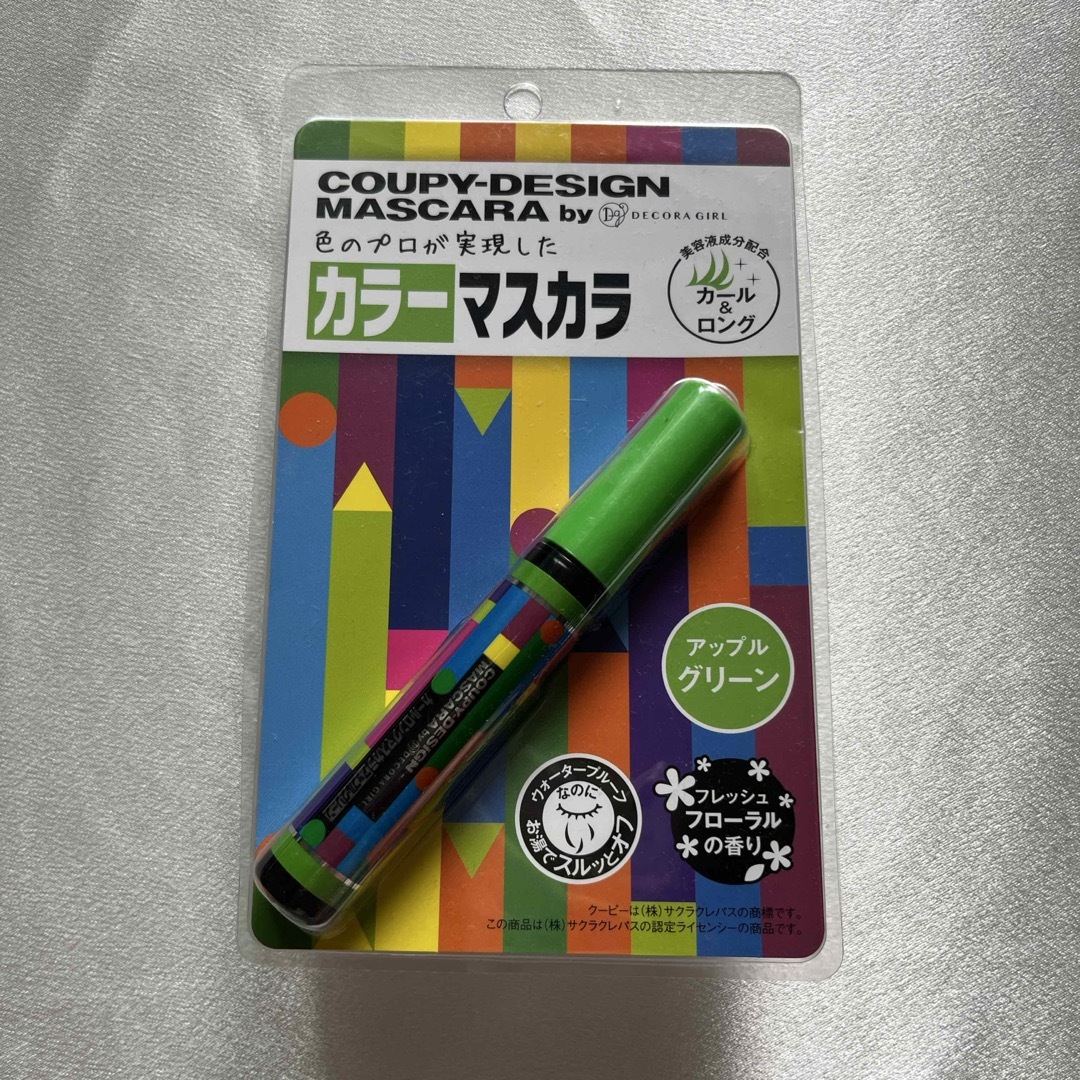 COUPY-DESIGN
MASCARA by Dg DECORA GIRL
色のプロが実現した
カラーマスカラ
美容液成分配合
カール
&
ロング
アップル
グリーン
COUPY-DESIGN
MASCARA by
ウォータープルーフ
なのに
お湯でスルッとオフ
フレッシュ
フローラル
の香り
クーピーは(株)サクラクレパスの商標です。
この商品は(株)サクラクレパスの認定ライセンシーの商品です。